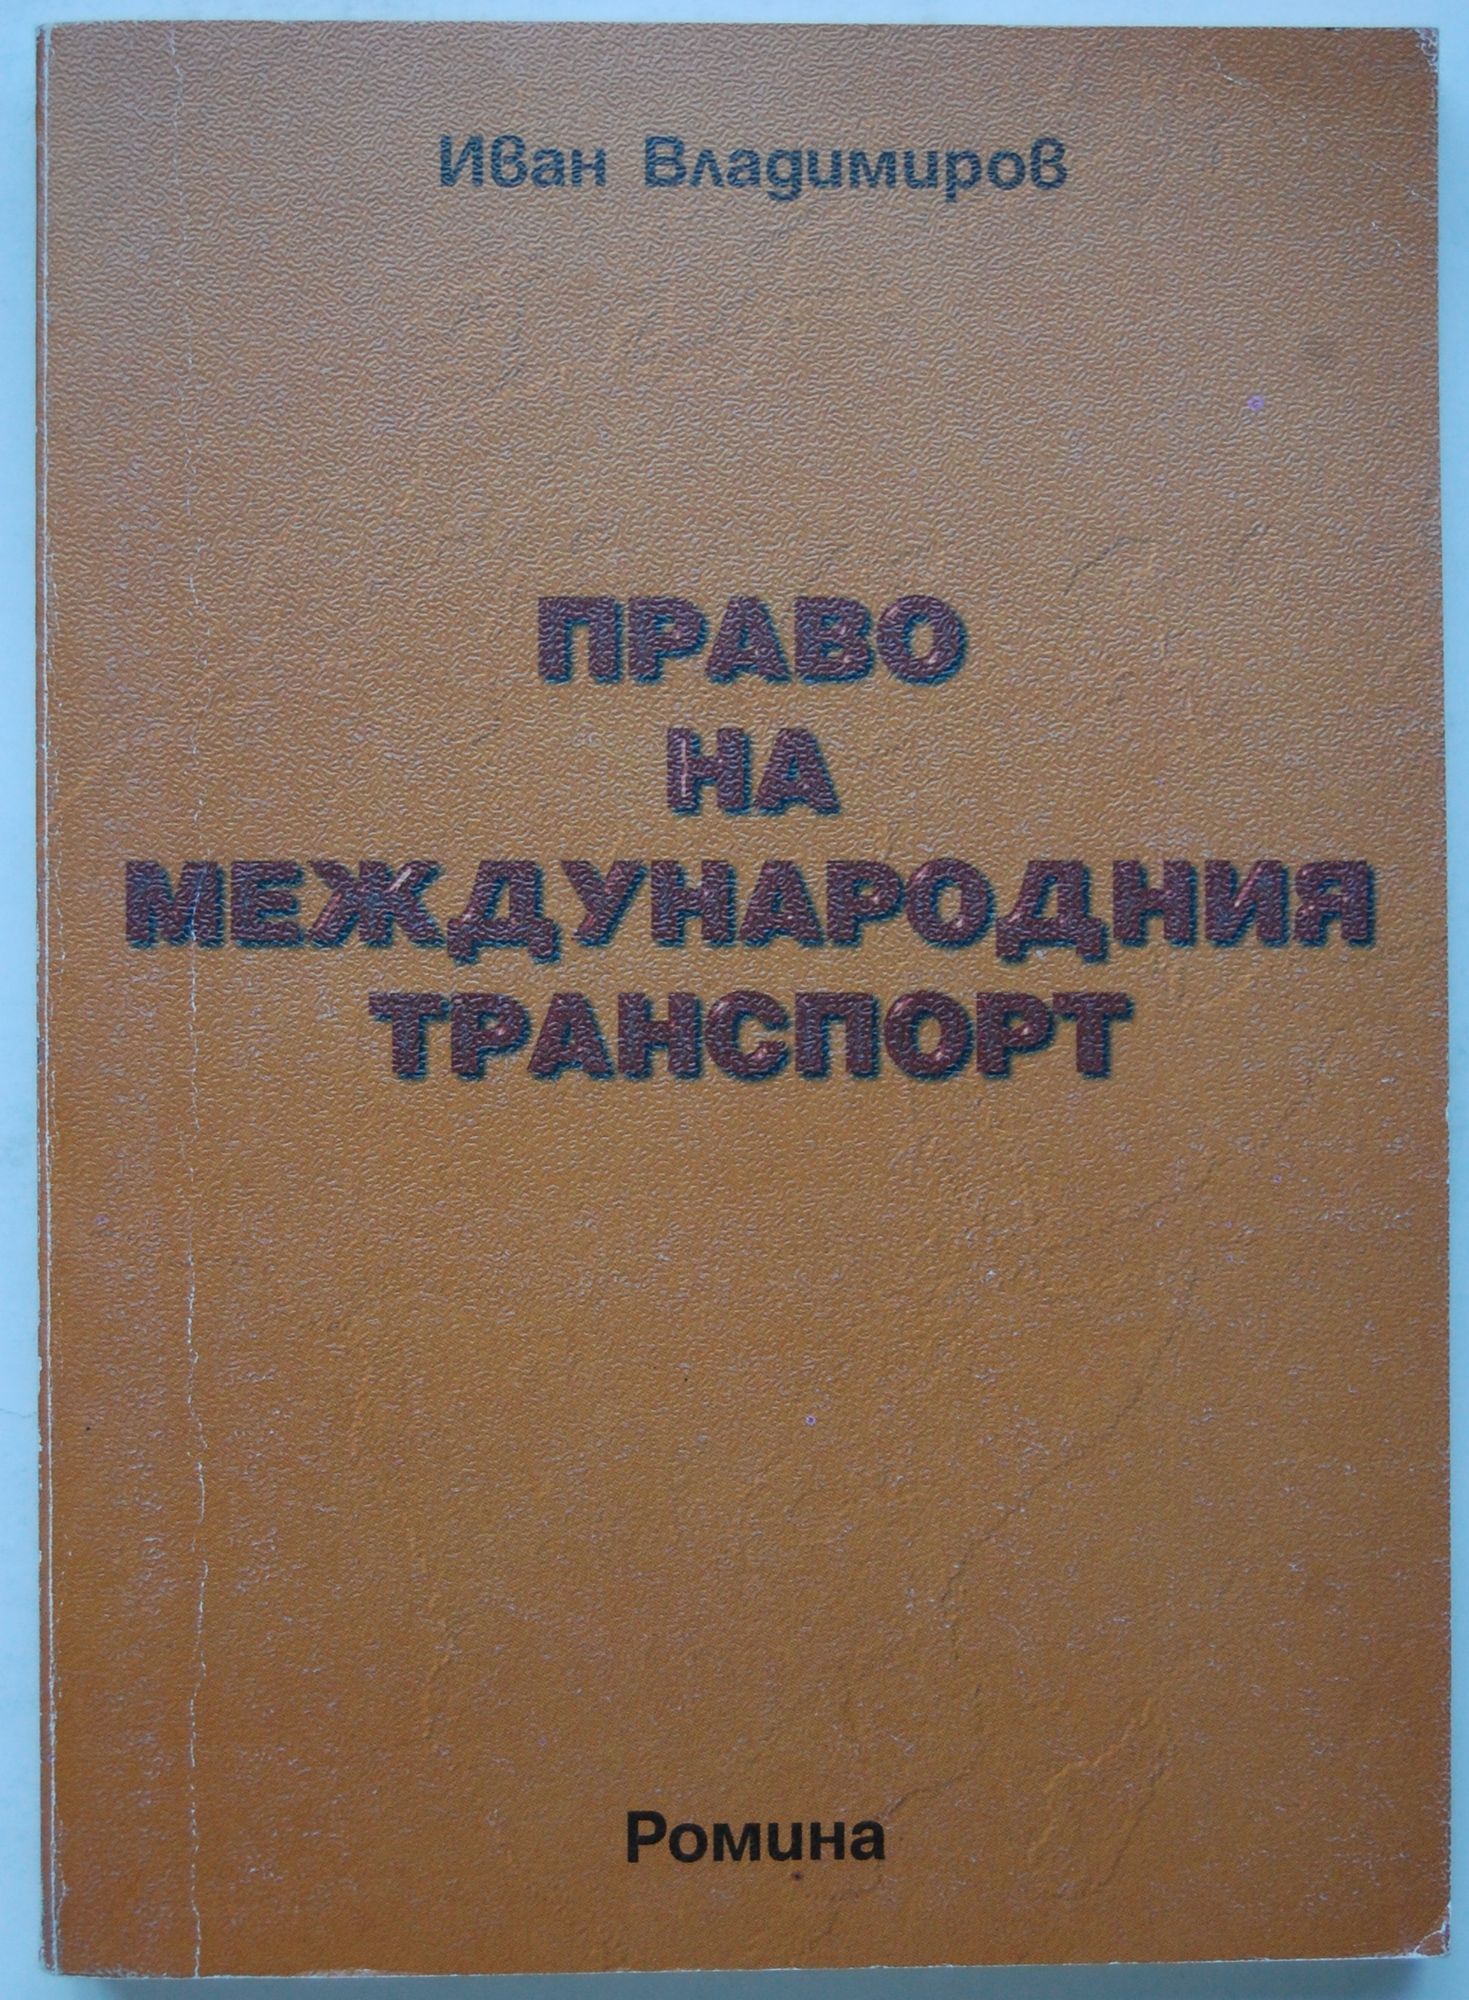 Иван Владимиров
ПРАВО
НА
МЕЖДУНАРОДНИЯ
ТРАНСПОРТ
Ромина